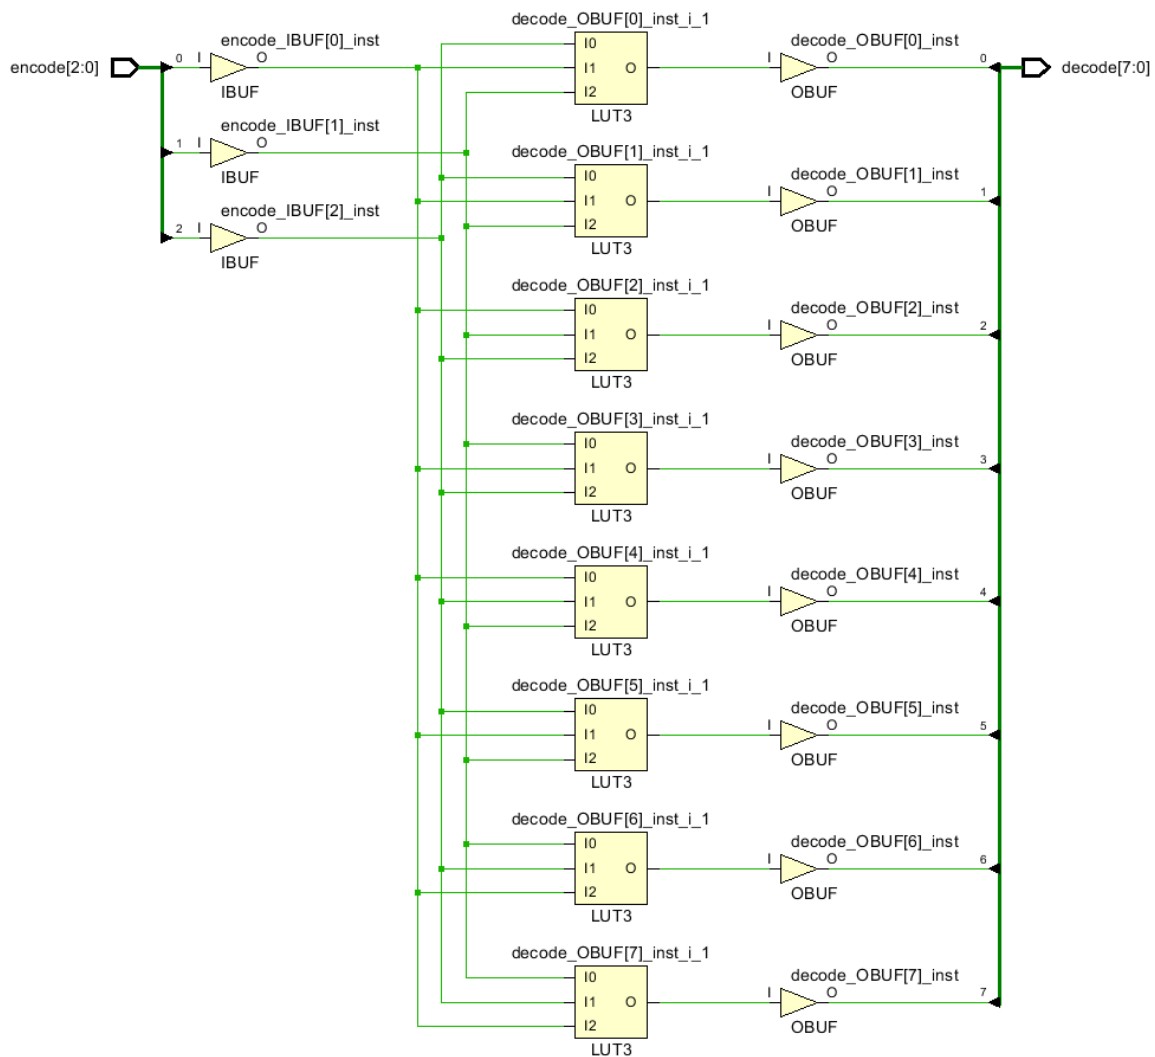 encode[2:0]
0
I
encode_IBUF[0]_inst
O
IBUF
1
I
encode_IBUF[1]_inst
O
IBUF
2
I
encode_IBUF[2]_inst
O
IBUF
decode_OBUF[0]_inst_i_1
I0
I1
I2
O
LUT3
I
decode_OBUF[0]_inst
O
OBUF
0
decode[7:0]
decode_OBUF[1]_inst_i_1
I0
I1
I2
O
LUT3
I
decode_OBUF[1]_inst
O
OBUF
1
decode_OBUF[2]_inst_i_1
I0
I1
I2
O
LUT3
I
decode_OBUF[2]_inst
O
OBUF
2
decode_OBUF[3]_inst_i_1
I0
I1
I2
O
LUT3
I
decode_OBUF[3]_inst
O
OBUF
3
decode_OBUF[4]_inst_i_1
I0
I1
I2
O
LUT3
I
decode_OBUF[4]_inst
O
OBUF
4
decode_OBUF[5]_inst_i_1
I0
I1
I2
O
LUT3
I
decode_OBUF[5]_inst
O
OBUF
5
decode_OBUF[6]_inst_i_1
I0
I1
I2
O
LUT3
I
decode_OBUF[6]_inst
O
OBUF
6
decode_OBUF[7]_inst_i_1
I0
I1
I2
O
LUT3
I
decode_OBUF[7]_inst
O
OBUF
7